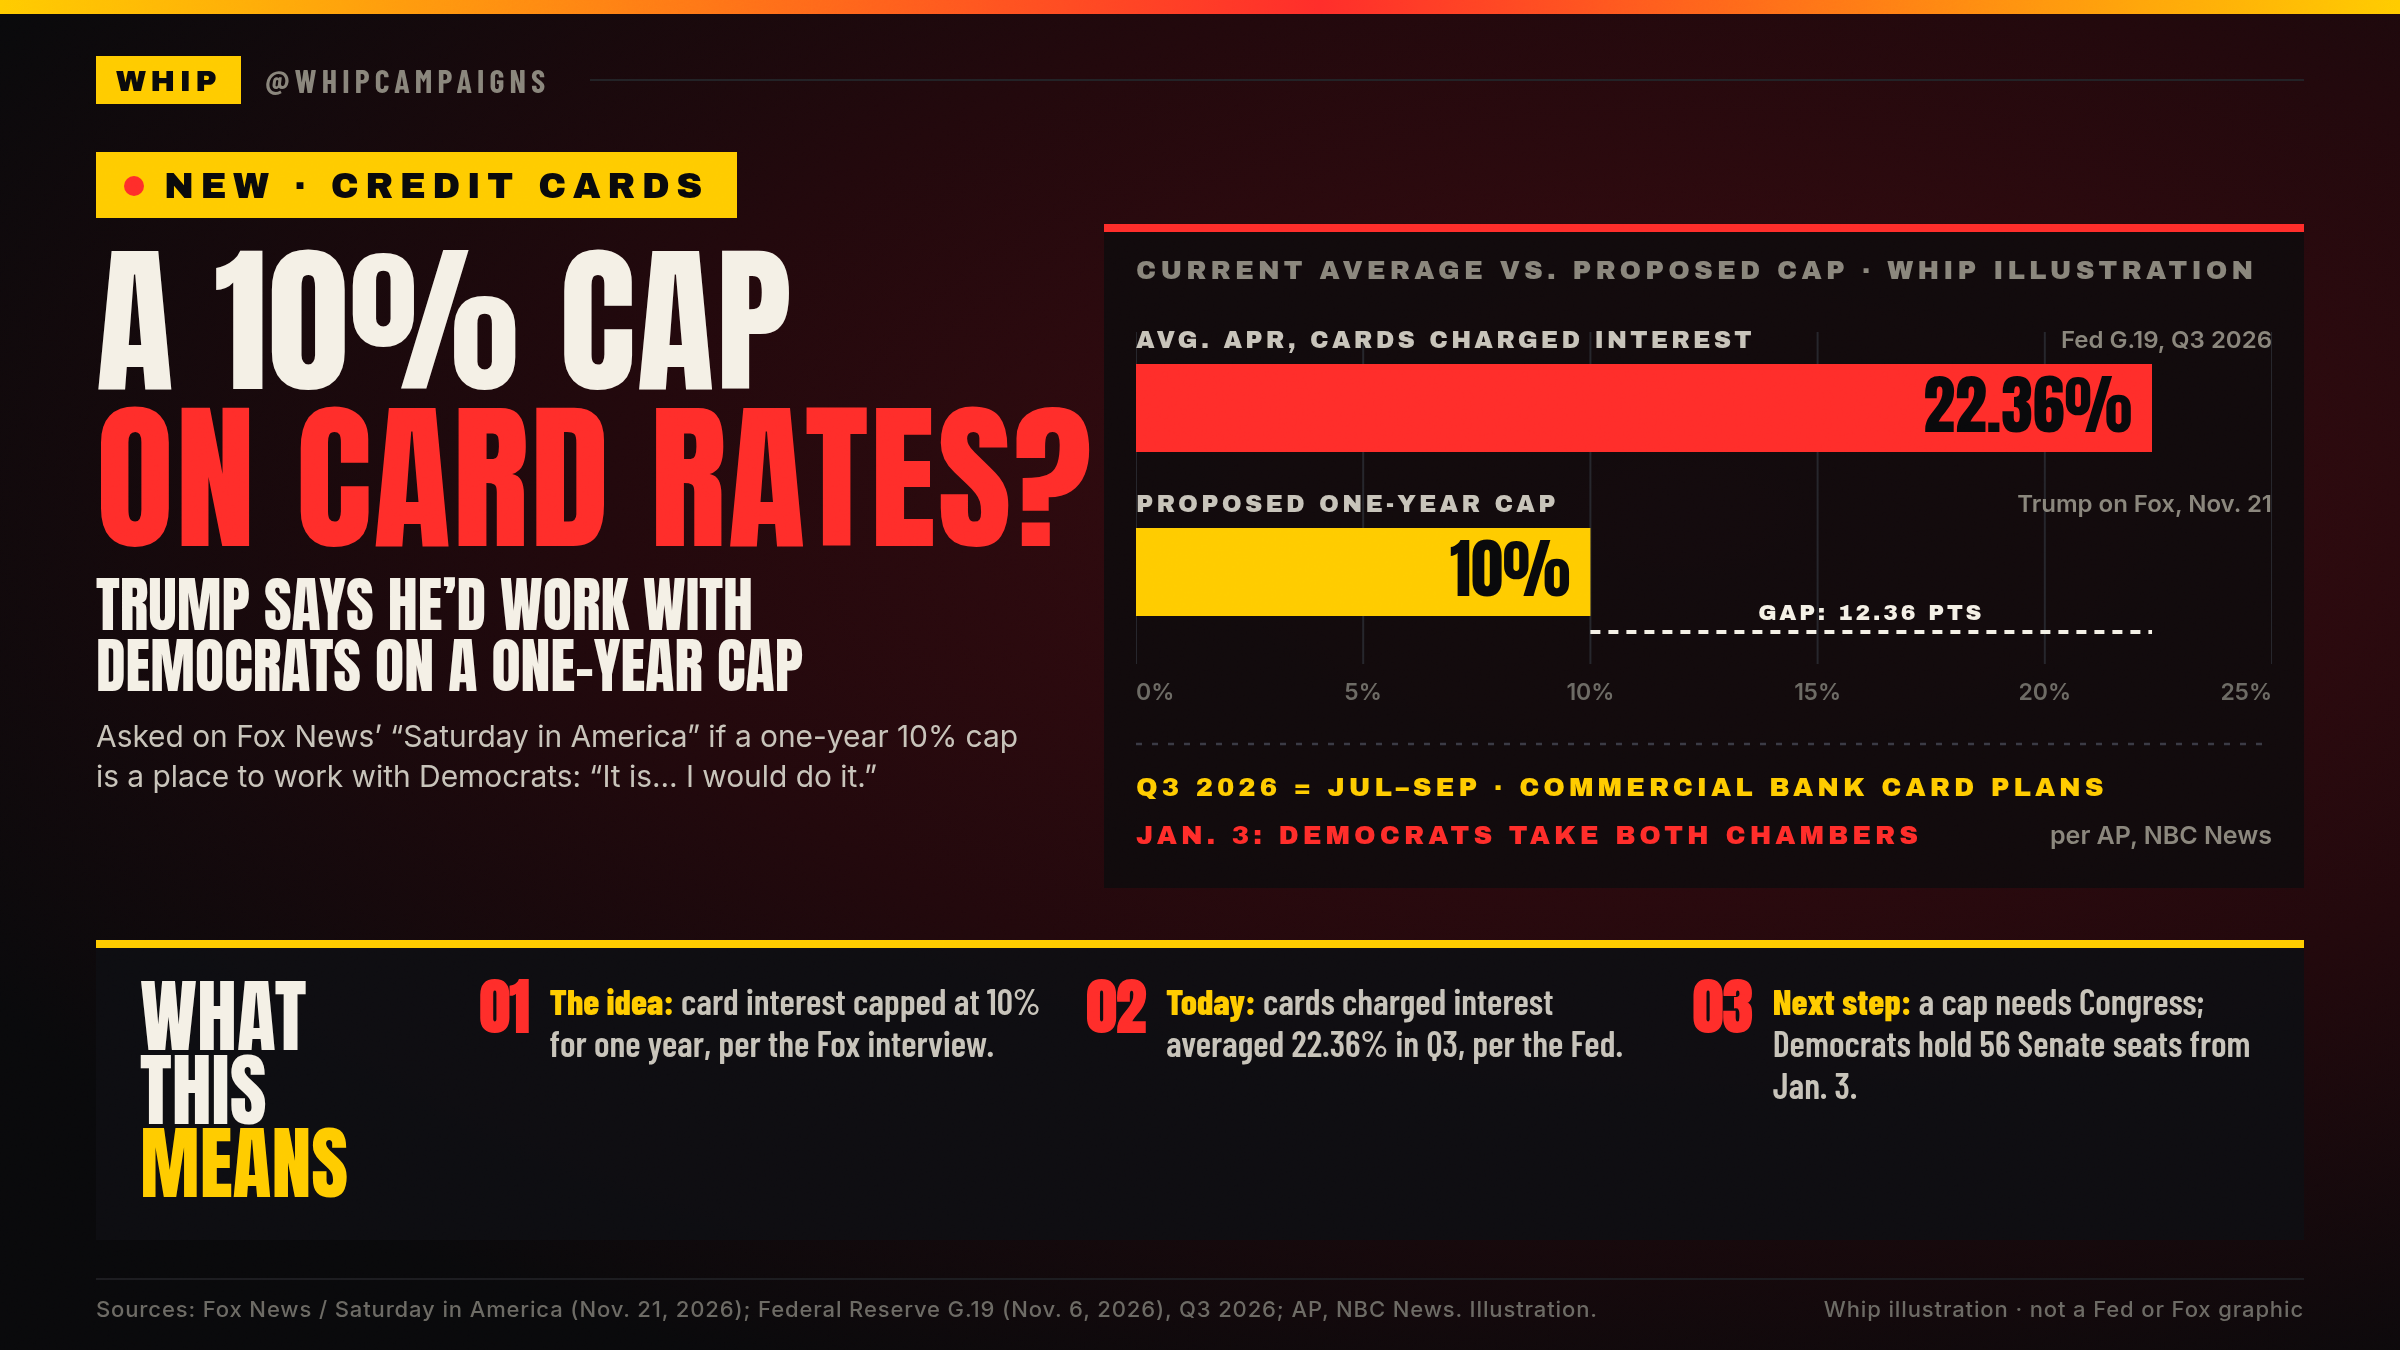 WHIP @WHIPCAMPAIGNS
NEW · CREDIT CARDS
A 10% CAP
ON CARD RATES?
TRUMP SAYS HE’D WORK WITH
DEMOCRATS ON A ONE-YEAR CAP
Asked on Fox News’ “Saturday in America” if a one-year 10% cap
is a place to work with Democrats: “It is... I would do it.”
CURRENT AVERAGE VS. PROPOSED CAP · WHIP ILLUSTRATION
AVG. APR, CARDS CHARGED INTEREST Fed G.19, Q3 2026
22.36%
PROPOSED ONE-YEAR CAP Trump on Fox, Nov. 21
10%
GAP: 12.36 PTS
0% 5% 10% 15% 20% 25%
Q3 2026 = JUL–SEP · COMMERCIAL BANK CARD PLANS
JAN. 3: DEMOCRATS TAKE BOTH CHAMBERS per AP, NBC News
WHAT
THIS
MEANS
01 The idea: card interest capped at 10%
for one year, per the Fox interview.
02 Today: cards charged interest
averaged 22.36% in Q3, per the Fed.
03 Next step: a cap needs Congress;
Democrats hold 56 Senate seats from
Jan. 3.
Sources: Fox News / Saturday in America (Nov. 21, 2026); Federal Reserve G.19 (Nov. 6, 2026), Q3 2026; AP, NBC News. Illustration.
Whip illustration · not a Fed or Fox graphic